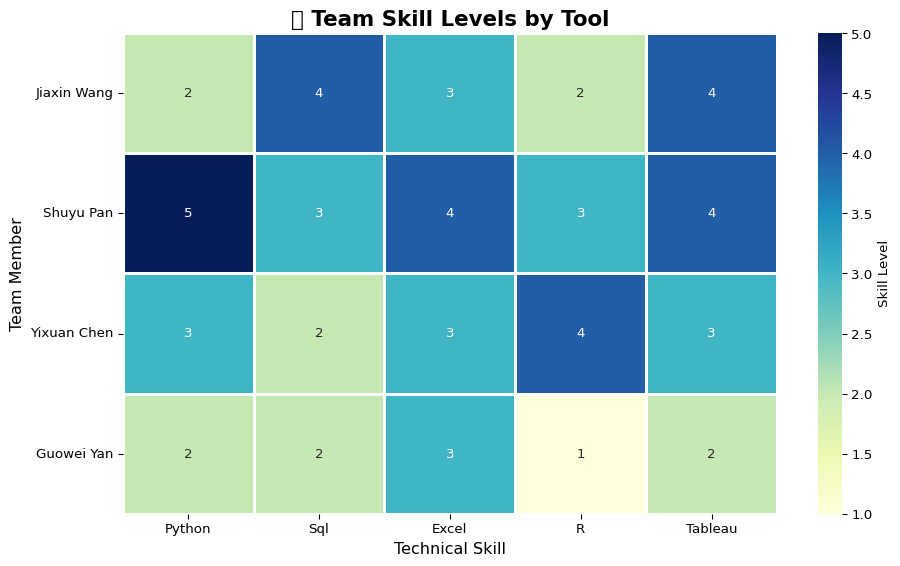 Team Skill Levels by Tool
Team Member
Jiaxin Wang 2 4 3 2 4
Shuyu Pan 5 3 4 3 4
Yixuan Chen 3 2 3 4 3
Guowei Yan 2 2 3 1 2
Python Sql Excel R Tableau
Technical Skill
5.0
4.5
4.0
3.5
3.0
2.5
2.0
1.5
1.0
Skill Level